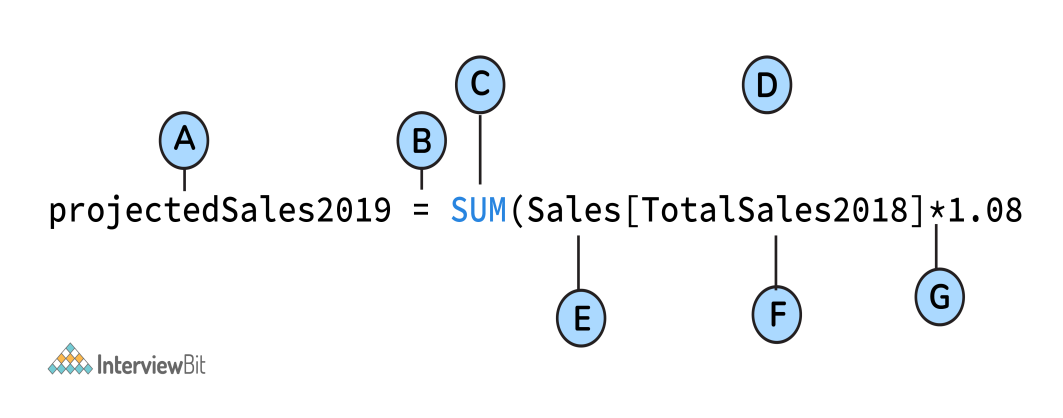 C D
A B
projectedSales2019 = SUM(Sales[TotalSales2018]*1.08
E F G
InterviewBit